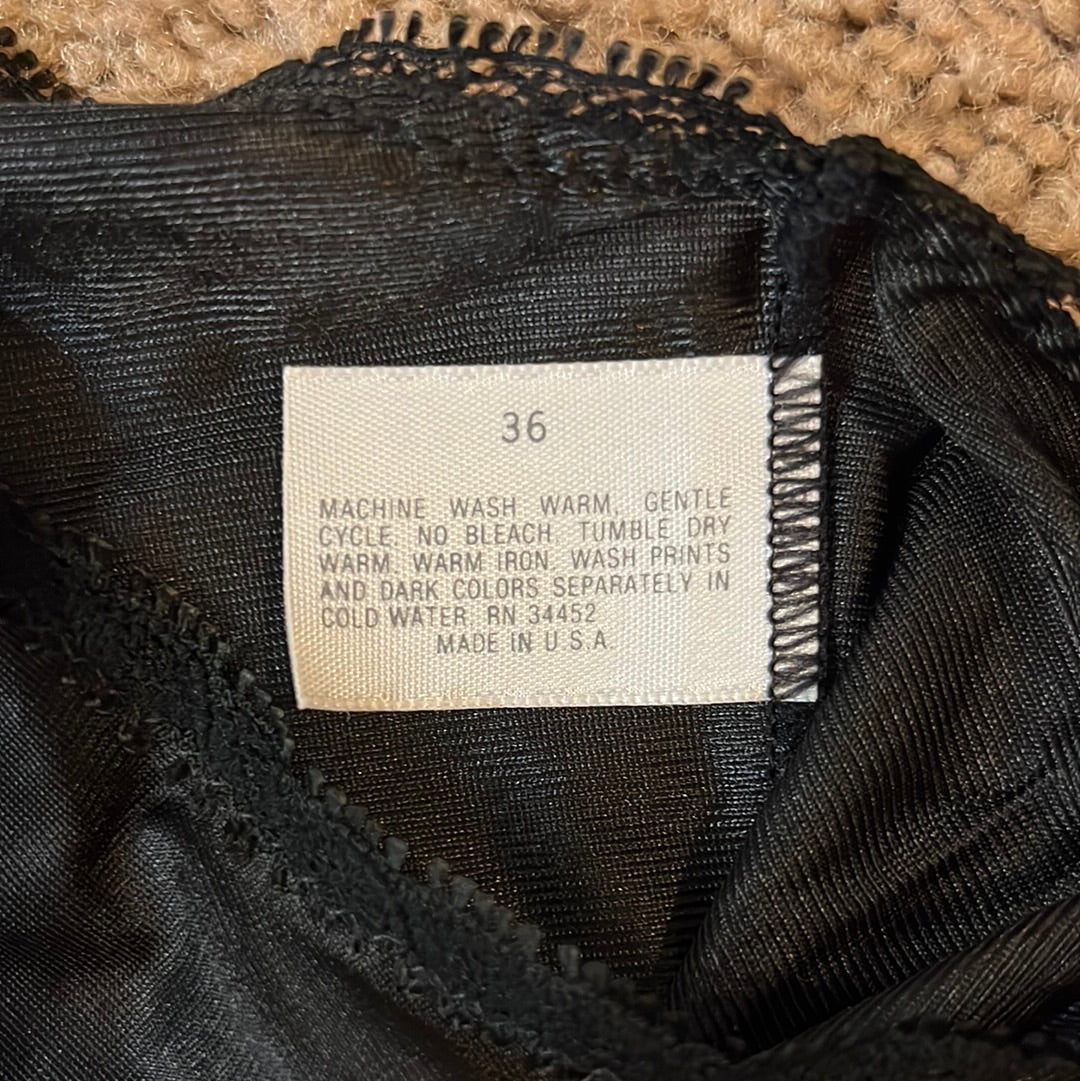 36
MACHINE WASH WARM, GENTLE
CYCLE. NO BLEACH. TUMBLE DRY
WARM. WARM IRON. WASH PRINTS
AND DARK COLORS SEPARATELY IN
COLD WATER. RN 34452
MADE IN U.S.A.